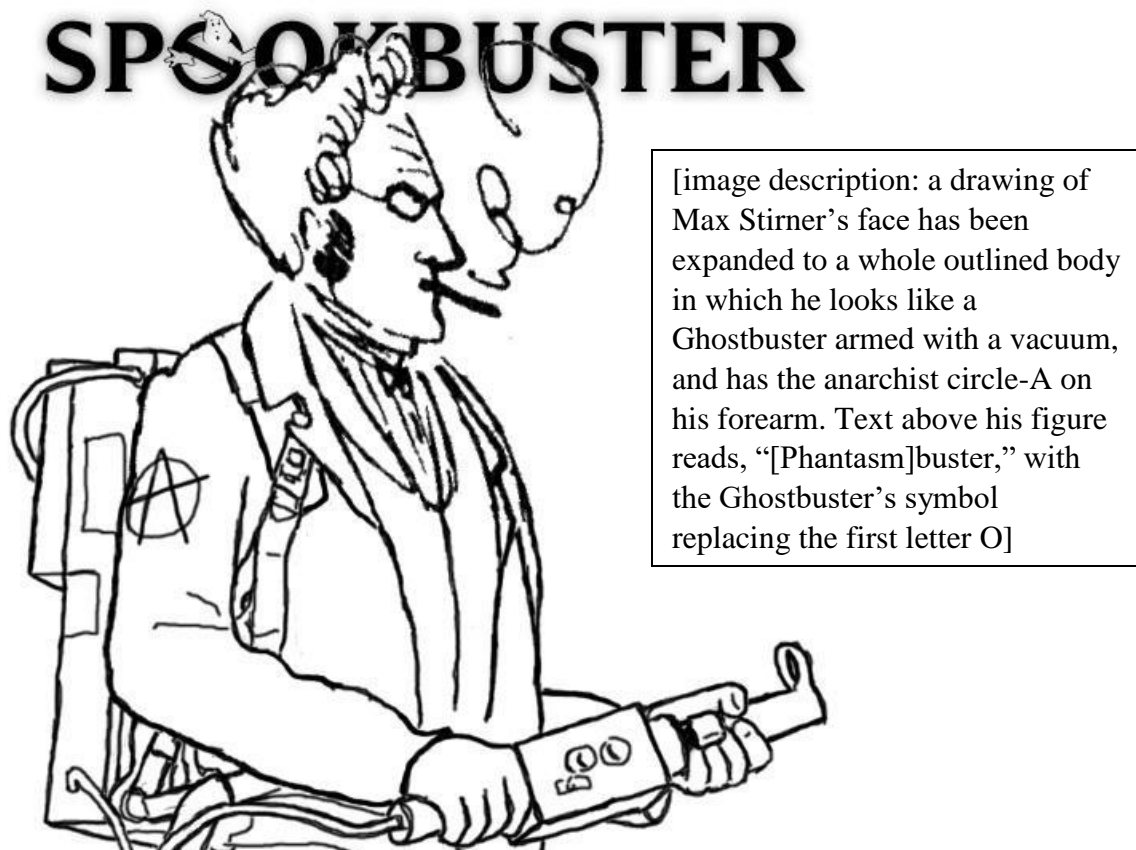 SPOOKBUSTER
[image description: a drawing of
Max Stirner’s face has been
expanded to a whole outlined body
in which he looks like a
Ghostbuster armed with a vacuum,
and has the anarchist circle-A on
his forearm. Text above his figure
reads, “[Phantasm]buster,” with
the Ghostbuster’s symbol
replacing the first letter O]
A